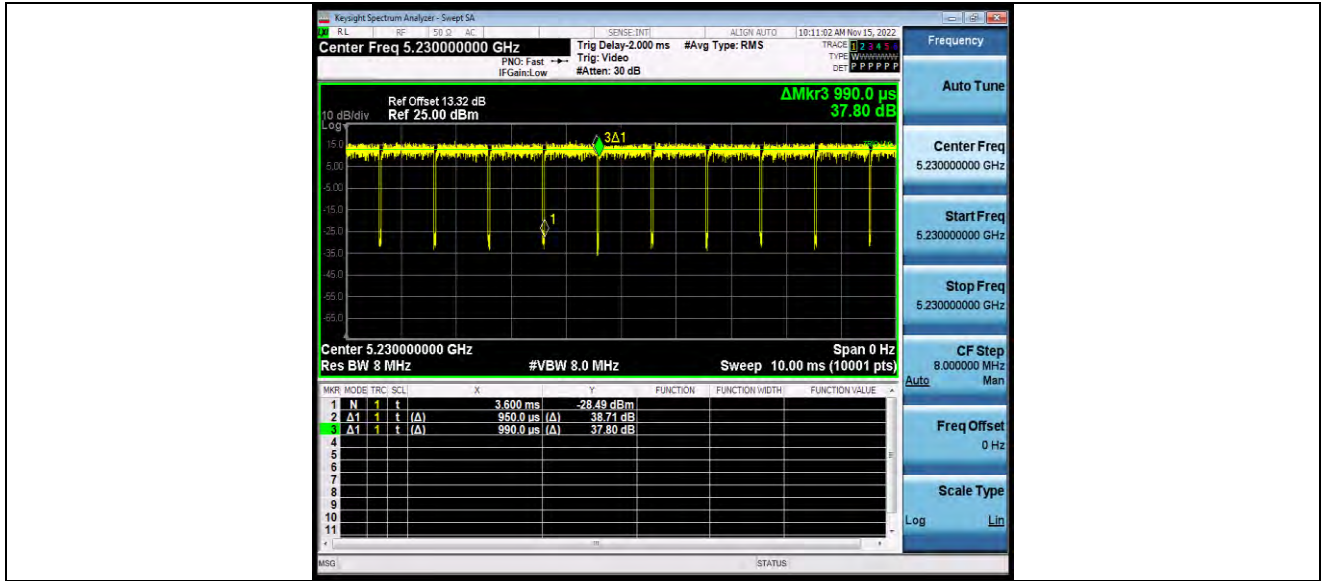 Keysight Spectrum Analyzer - Swept SA
RL RF 50 Ω AC SENSE:INT ALIGN AUTO 10:11:02 AM Nov 15, 2022
Center Freq 5.230000000 GHz
PNO: Fast
IFGain:Low
Trig Delay-2.000 ms
Trig: Video
#Atten: 30 dB
#Avg Type: RMS
TRACE 1 2 3 4 5 6
TYPE WWWWWW
DET P P P P P P
ΔMkr3 990.0 µs
37.80 dB
Ref Offset 13.32 dB
10 dB/div Ref 25.00 dBm
Log
15.0
5.00
-5.00
-15.0
-25.0
-35.0
-45.0
-55.0
-65.0
3Δ1
1
Center 5.230000000 GHz Span 0 Hz
Res BW 8 MHz #VBW 8.0 MHz Sweep 10.00 ms (10001 pts)
MKR MODE TRC SCL X Y FUNCTION FUNCTION WIDTH FUNCTION VALUE
1 N 1 t 3.600 ms -28.49 dBm
2 Δ1 1 t (Δ) 950.0 µs (Δ) 38.71 dB
3 Δ1 1 t (Δ) 990.0 µs (Δ) 37.80 dB
4
5
6
7
8
9
10
11
MSG STATUS
Frequency
Auto Tune
Center Freq
5.230000000 GHz
Start Freq
5.230000000 GHz
Stop Freq
5.230000000 GHz
CF Step
8.000000 MHz
Auto Man
Freq Offset
0 Hz
Scale Type
Log Lin